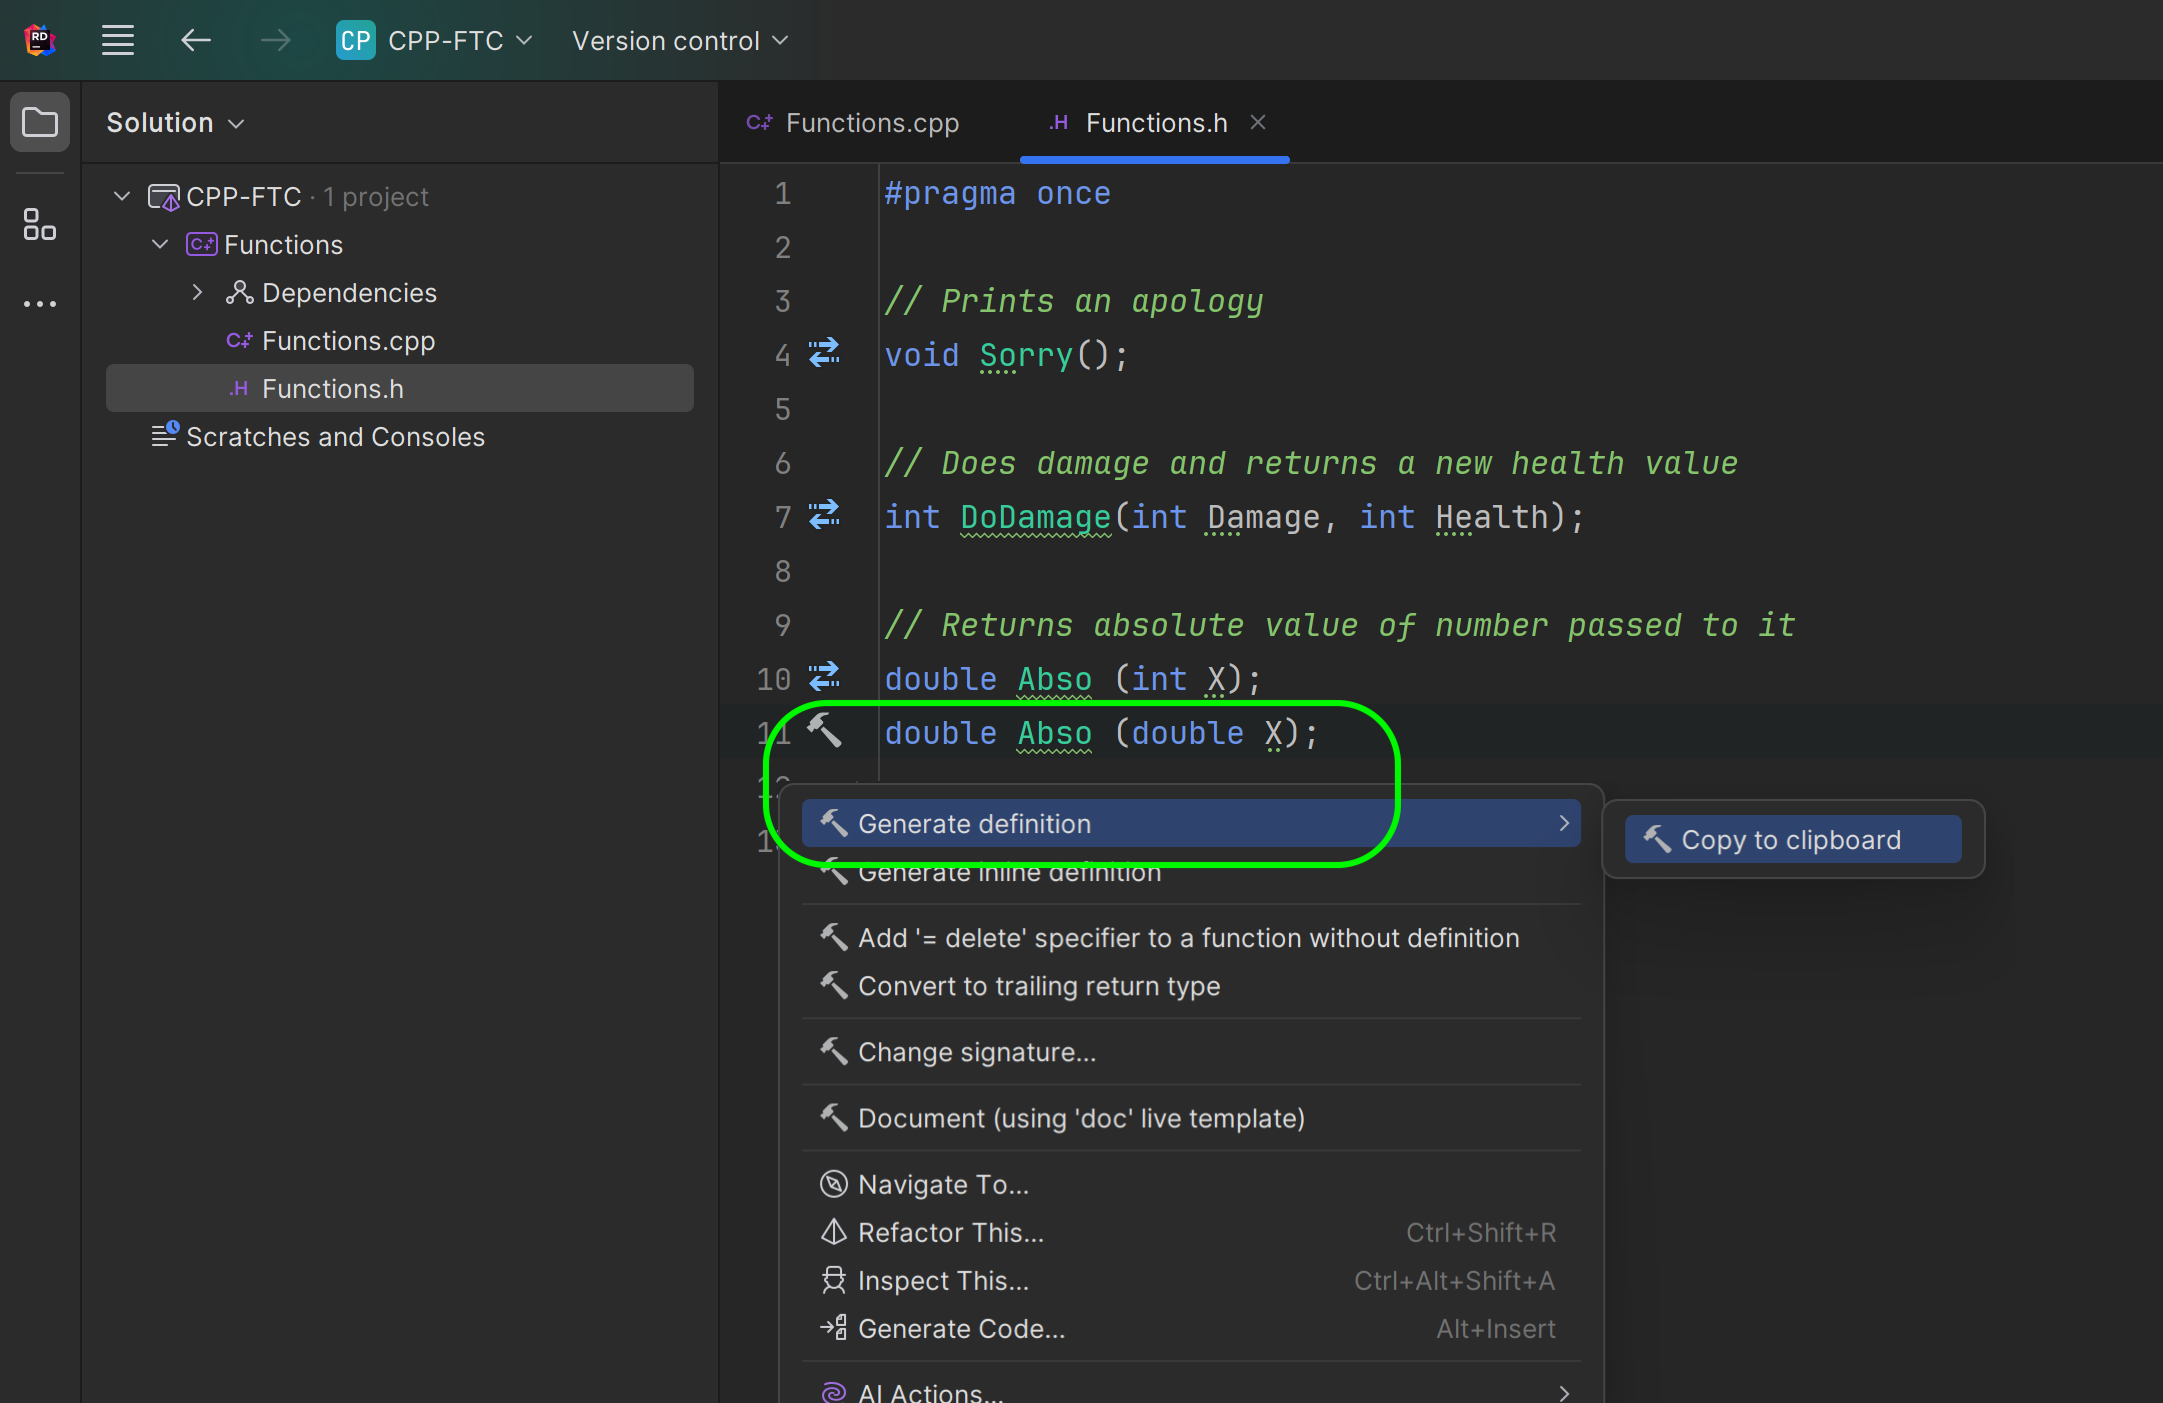 RD
CP CPP-FTC Version control
Solution
Functions.cpp
.H Functions.h
CPP-FTC · 1 project
Functions
Dependencies
Functions.cpp
.H Functions.h
Scratches and Consoles
1 #pragma once
2
3 // Prints an apology
4 void Sorry();
5
6 // Does damage and returns a new health value
7 int DoDamage(int Damage, int Health);
8
9 // Returns absolute value of number passed to it
10 double Abso (int X);
11 double Abso (double X);
Generate definition
Copy to clipboard
Generate inline definition
Add '= delete' specifier to a function without definition
Convert to trailing return type
Change signature...
Document (using 'doc' live template)
Navigate To...
Refactor This... Ctrl+Shift+R
Inspect This... Ctrl+Alt+Shift+A
Generate Code... Alt+Insert
AI Actions...